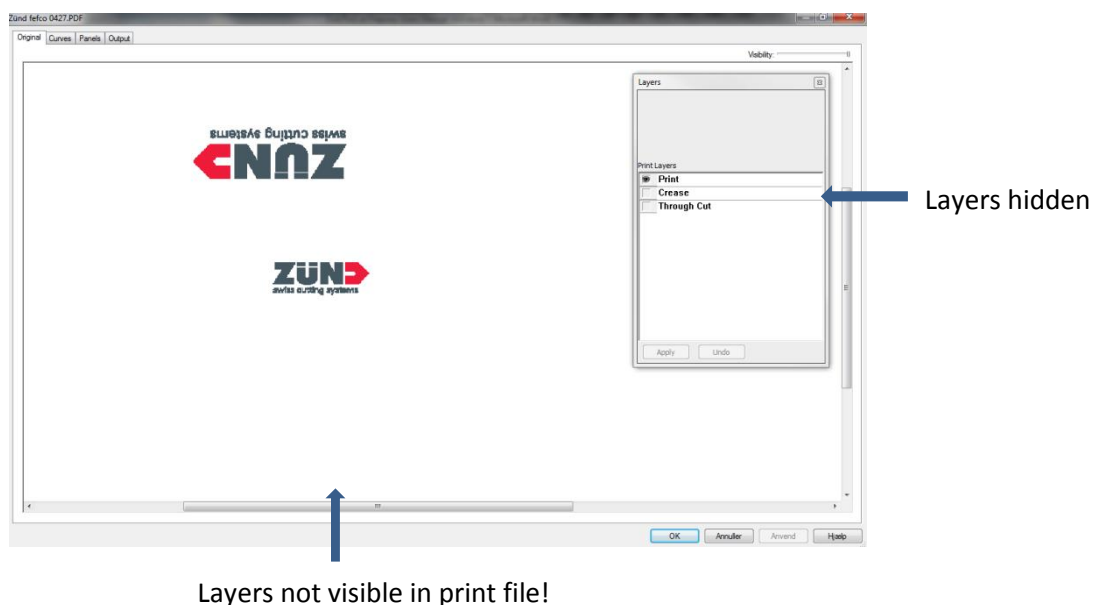 Zünd fefco 0427.PDF
Original Curves Panels Output
Visibility:
Layers
swiss cutting systems
ZÜND
Print Layers
Print
Crease
Through Cut
Layers hidden
ZÜND
swiss cutting systems
Apply Undo
OK Annuller Anvend Hjælp
Layers not visible in print file!